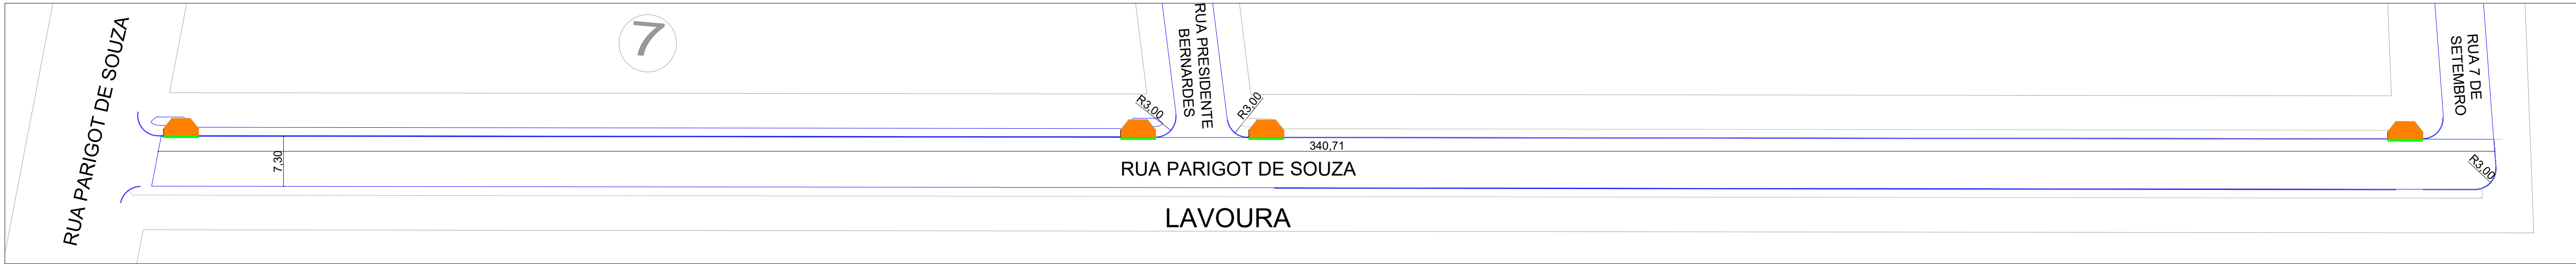 RUA PARIGOT DE SOUZA
7
RUA PRESIDENTE
BERNARDES
RUA 7 DE
SETEMBRO
R3,00
R3,00
340,71
7,30
RUA PARIGOT DE SOUZA
R3,00
LAVOURA